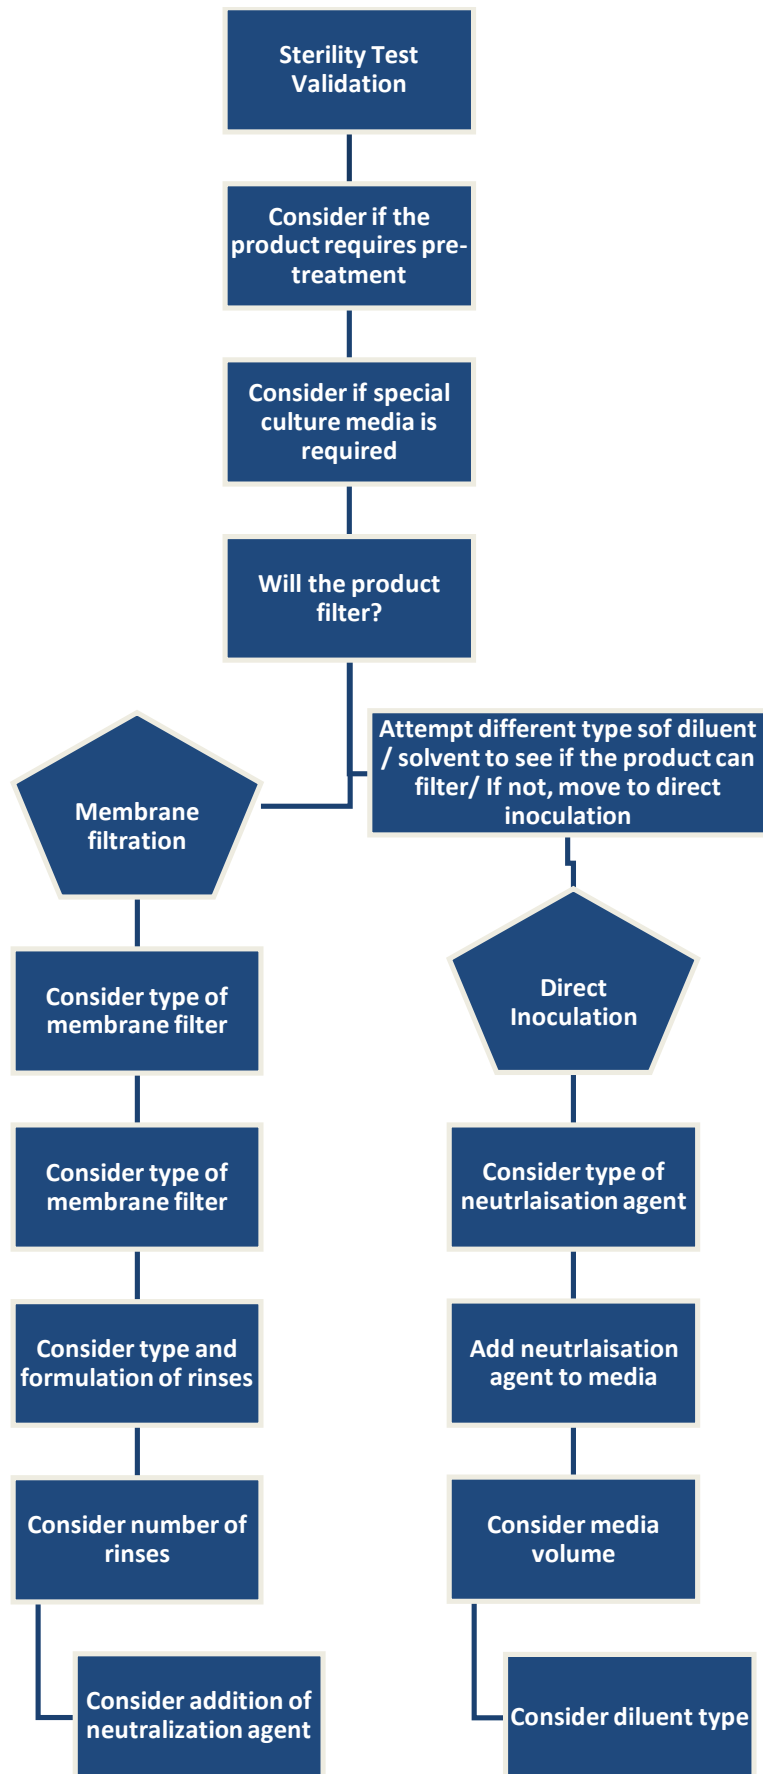 Sterility Test
Validation
Consider if the
product requires pre-
treatment
Consider if special
culture media is
required
Will the product
filter?
Attempt different type sof diluent
/ solvent to see if the product can
filter/ If not, move to direct
inoculation
Membrane
filtration
Consider type of
membrane filter
Consider type of
membrane filter
Consider type and
formulation of rinses
Consider number of
rinses
Consider addition of
neutralization agent
Direct
Inoculation
Consider type of
neutrlaisation agent
Add neutrlaisation
agent to media
Consider media
volume
Consider diluent type